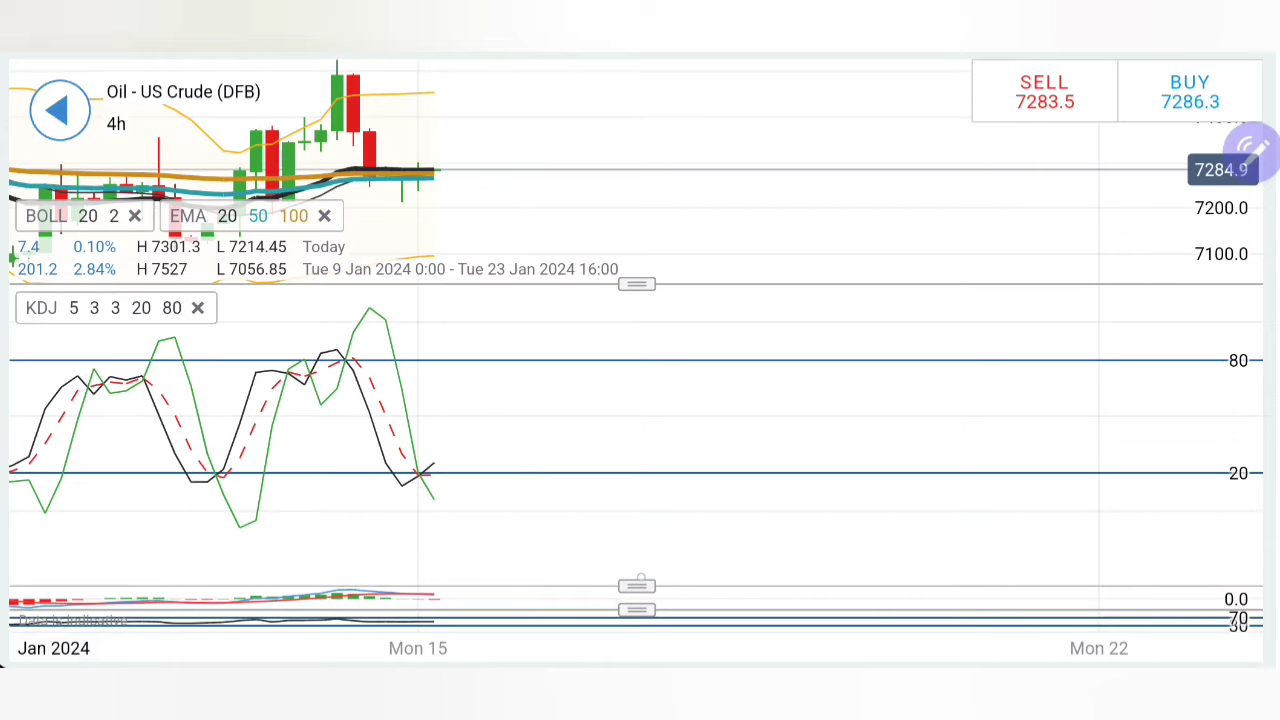 Oil - US Crude (DFB)
4h
SELL
7283.5
BUY
7286.3
7284.9
7200.0
7100.0
BOLL 20 2
EMA 20 50 100
7.4 0.10% H 7301.3 L 7214.45 Today
201.2 2.84% H 7527 L 7056.85 Tue 9 Jan 2024 0:00 - Tue 23 Jan 2024 16:00
KDJ 5 3 3 20 80
80
20
0.0
70
30
Data is indicative
Jan 2024 Mon 15 Mon 22